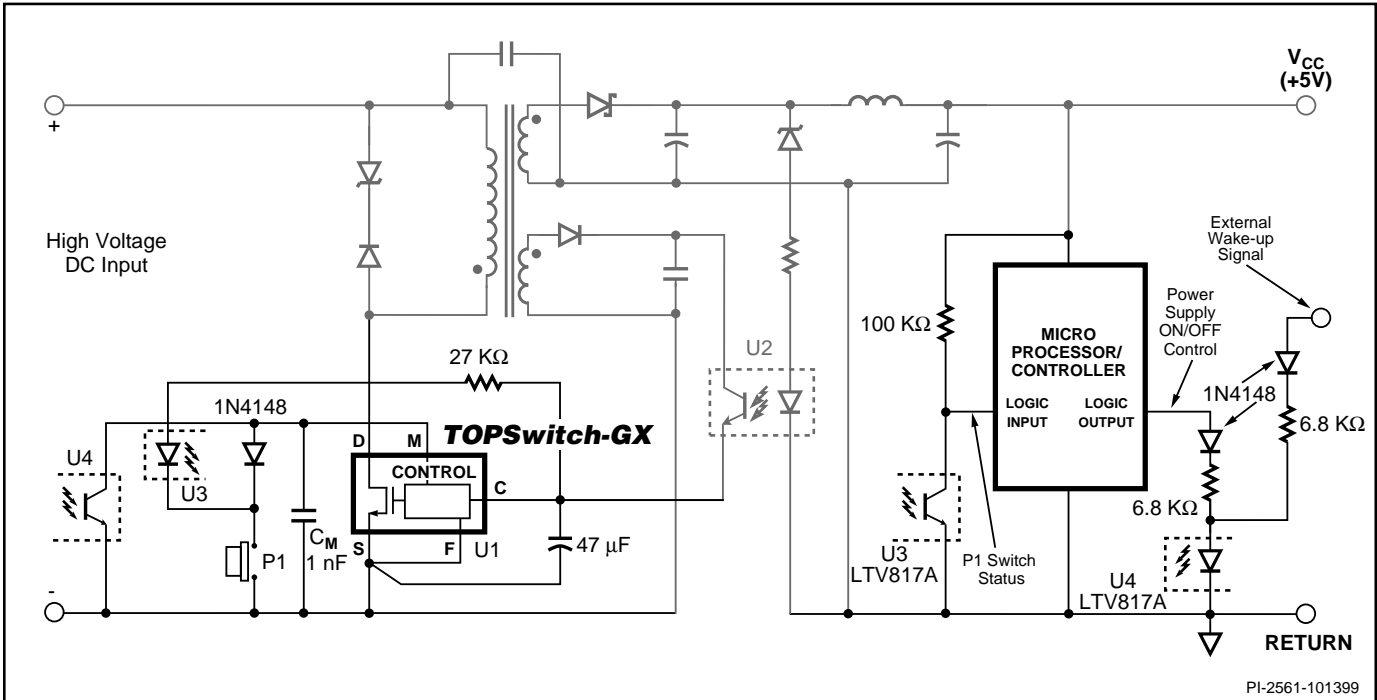 V_CC
(+5V)
+
High Voltage
DC Input
External
Wake-up
Signal
Power
Supply
ON/OFF
Control
100 KΩ
MICRO
PROCESSOR/
CONTROLLER
LOGIC
INPUT
LOGIC
OUTPUT
1N4148
6.8 KΩ
6.8 KΩ
U2
27 KΩ
1N4148
U4
U3
P1
C_M
1 nF
D
M
TOPSwitch-GX
CONTROL
C
S
F
U1
47 µF
U3
LTV817A
P1 Switch
Status
U4
LTV817A
-
RETURN
PI-2561-101399